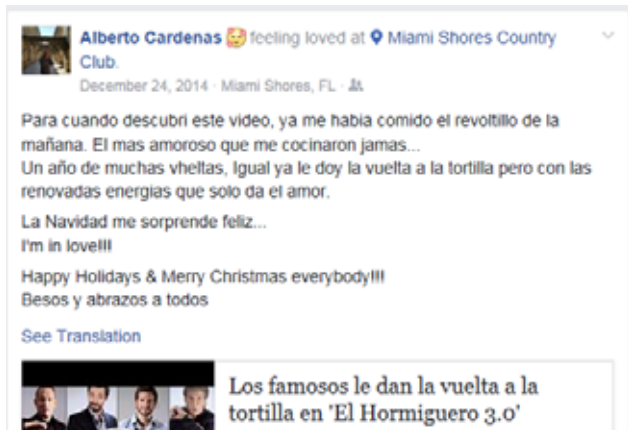 Alberto Cardenas feeling loved at Miami Shores Country
Club.
December 24, 2014 · Miami Shores, FL ·
Para cuando descubri este video, ya me habia comido el revoltillo de la
mañana. El mas amoroso que me cocinaron jamas...
Un año de muchas vheltas, Igual ya le doy la vuelta a la tortilla pero con las
renovadas energias que solo da el amor.
La Navidad me sorprende feliz...
I'm in love!!!!
Happy Holidays & Merry Christmas everybody!!!
Besos y abrazos a todos
See Translation
Los famosos le dan la vuelta a la
tortilla en 'El Hormiguero 3.0'